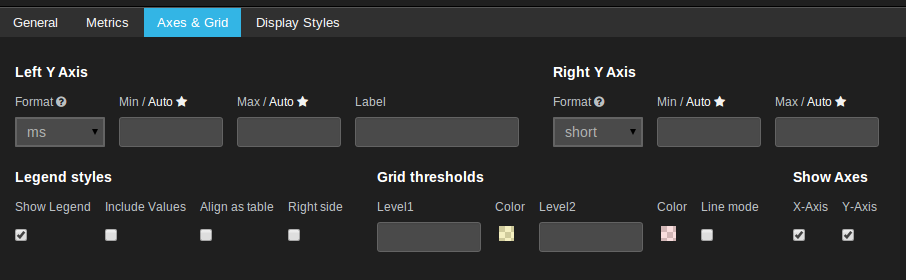 General Metrics Axes & Grid Display Styles
Left Y Axis Right Y Axis
Format Min / Auto Max / Auto Label Format Min / Auto Max / Auto
ms short
Legend styles Grid thresholds Show Axes
Show Legend Include Values Align as table Right side Level1 Color Level2 Color Line mode X-Axis Y-Axis